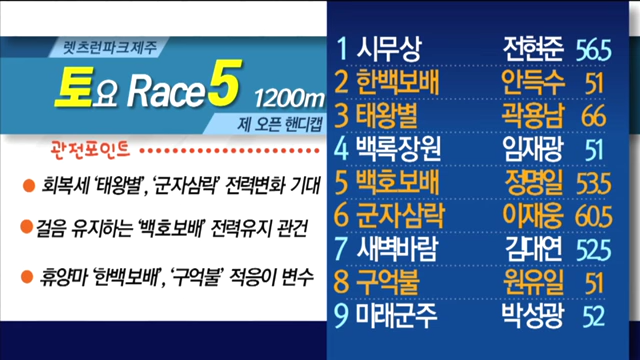 렛츠런파크제주
토요 Race 5 1200m
제 오픈 핸디캡
관전포인트
회복세 '태왕별', '군자삼락' 전력변화 기대
걸음 유지하는 '백호보배' 전력유지 관건
휴양마 '한백보배', '구억불' 적응이 변수
1 시무상 전현준 56.5
2 한백보배 안득수 51
3 태왕별 곽용남 66
4 백록장원 임재광 51
5 백호보배 정명일 53.5
6 군자삼락 이재웅 60.5
7 새벽바람 김대연 52.5
8 구억불 원유일 51
9 미래군주 박성광 52